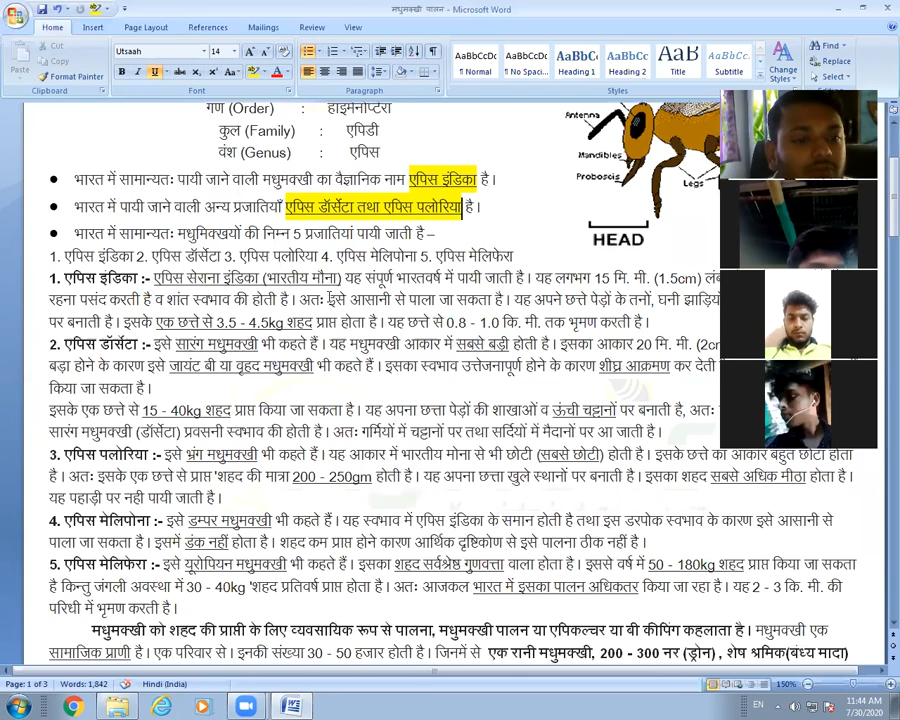 मधुमक्खी पालन - Microsoft Word
Home Insert Page Layout References Mailings Review View
Cut
Copy
Paste
Format Painter
Clipboard
Utsaah 14
Font
Paragraph
AaBbCcDc AaBbCcDc AaBbCc AaBbCc AaB AaBbCc.
¶ Normal ¶ No Spaci... Heading 1 Heading 2 Title Subtitle
Styles
Change Styles
Find
Replace
Select
Editing
गण (Order) : हाइमेनोप्टेरा
कुल (Family) : एपिडी
वंश (Genus) : एपिस
Antenna
Mandibles
Proboscis
Legs
HEAD
• भारत में सामान्यतः पायी जाने वाली मधुमक्खी का वैज्ञानिक नाम एपिस इंडिका है।
• भारत में पायी जाने वाली अन्य प्रजातियाँ एपिस डॉर्सेटा तथा एपिस फ्लोरिया है।
• भारत में सामान्यतः मधुमक्खियों की निम्न 5 प्रजातियां पायी जाती है –
1. एपिस इंडिका 2. एपिस डॉर्सेटा 3. एपिस फ्लोरिया 4. एपिस मेलिपोना 5. एपिस मेलिफेरा
1. एपिस इंडिका :- एपिस सेराना इंडिका (भारतीय मौना) यह संपूर्ण भारतवर्ष में पायी जाती है। यह लगभग 15 मि. मी. (1.5cm)
रहना पसंद करती है व शांत स्वभाव की होती है। अतः इसे आसानी से पाला जा सकता है। यह अपने छत्ते पेड़ों के तनों, घनी झाड़ियों
पर बनाती है। इसके एक छत्ते से 3.5 - 4.5kg शहद प्राप्त होता है। यह छत्ते से 0.8 - 1.0 कि. मी. तक भृमण करती है।
2. एपिस डॉर्सेटा :- इसे सारंग मधुमक्खी भी कहते हैं। यह मधुमक्खी आकार में सबसे बड़ी होती है। इसका आकार 20 मि. मी. (2cm
बड़ा होने के कारण इसे जायंट बी या वृहद मधुमक्खी भी कहते हैं। इसका स्वभाव उत्तेजनापूर्ण होने के कारण शीघ्र आक्रमण कर देती
किया जा सकता है।
इसके एक छत्ते से 15 - 40kg शहद प्राप्त किया जा सकता है। यह अपना छत्ता पेड़ों की शाखाओं व ऊंची चट्टानों पर बनाती है, अतः
सारंग मधुमक्खी (डॉर्सेटा) प्रवसनी स्वभाव की होती है। अतः गर्मियों में चट्टानों पर तथा सर्दियों में मैदानों पर आ जाती है।
3. एपिस फ्लोरिया :- इसे भ्रंग मधुमक्खी भी कहते हैं। यह आकार में भारतीय मोना से भी छोटी (सबसे छोटी) होती है। इसके छत्ते का आकार बहुत छोटा होता
है। अतः इसके एक छत्ते से प्राप्त 'शहद की मात्रा 200 - 250gm होती है। यह अपना छत्ता खुले स्थानों पर बनाती है। इसका शहद सबसे अधिक मीठा होता है।
यह पहाड़ी पर नही पायी जाती है।
4. एपिस मेलिपोना :- इसे डम्पर मधुमक्खी भी कहते हैं। यह स्वभाव में एपिस इंडिका के समान होती है तथा इस डरपोक स्वभाव के कारण इसे आसानी से
पाला जा सकता है। इसमें डंक नहीं होता है। शहद कम प्राप्त होने कारण आर्थिक दृष्टिकोण से इसे पालना ठीक नहीं है।
5. एपिस मेलिफेरा :- इसे यूरोपियन मधुमक्खी भी कहते हैं। इसका शहद सर्वश्रेष्ठ गुणवत्ता वाला होता है। इससे वर्ष में 50 - 180kg शहद प्राप्त किया जा सकता
है किन्तु जंगली अवस्था में 30 - 40kg 'शहद प्रतिवर्ष प्राप्त होता है। अतः आजकल भारत में इसका पालन अधिकतर किया जा रहा है। यह 2 - 3 कि. मी. की
परिधी में भृमण करती है।
मधुमक्खी को शहद की प्राप्ती के लिए व्यवसायिक रूप से पालना, मधुमक्खी पालन या एपिकल्चर या बी कीपिंग कहलाता है। मधुमक्खी एक
सामाजिक प्राणी है। एक परिवार से। इनकी संख्या 30 - 50 हजार होती है। जिनमें से एक रानी मधुमक्खी, 200 - 300 नर (ड्रोन), शेष श्रमिक(बंध्य मादा)
Page: 1 of 3 Words: 1,842 Hindi (India) 150%
EN 11:44 AM
7/30/2020